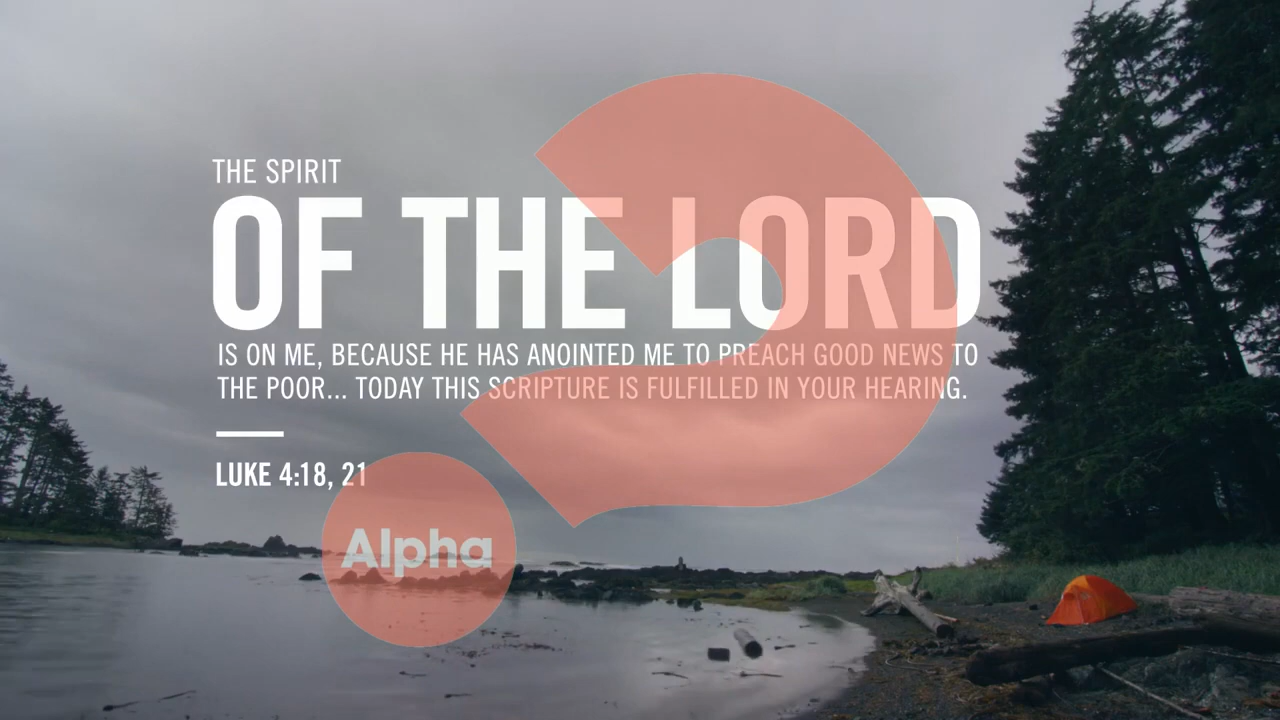 THE SPIRIT
OF THE LORD
IS ON ME, BECAUSE HE HAS ANOINTED ME TO PREACH GOOD NEWS TO
THE POOR... TODAY THIS SCRIPTURE IS FULFILLED IN YOUR HEARING.
LUKE 4:18, 21
Alpha